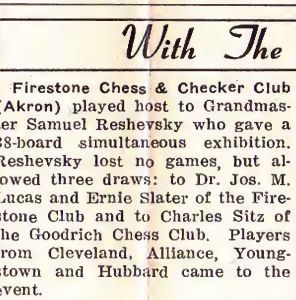 With The
Firestone Chess & Checker Club
(Akron) played host to Grandmas-
ter Samuel Reshevsky who gave a
38-board simultaneous exhibition.
Reshevsky lost no games, but al-
lowed three draws: to Dr. Jos. M.
Lucas and Ernie Slater of the Fire-
stone Club and to Charles Sitz of
the Goodrich Chess Club. Players
from Cleveland, Alliance, Young-
stown and Hubbard came to the
event.